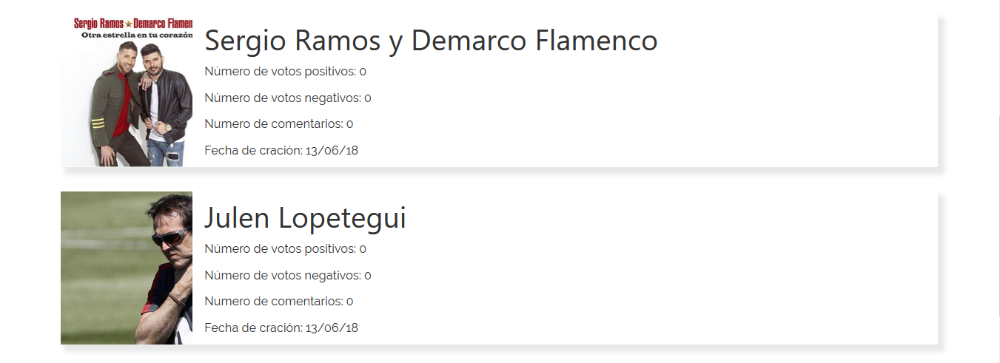 Sergio Ramos★Demarco Flamen
Otra estrella en tu corazón
Sergio Ramos y Demarco Flamenco
Número de votos positivos: 0
Número de votos negativos: 0
Numero de comentarios: 0
Fecha de cración: 13/06/18
Julen Lopetegui
Número de votos positivos: 0
Número de votos negativos: 0
Numero de comentarios: 0
Fecha de cración: 13/06/18